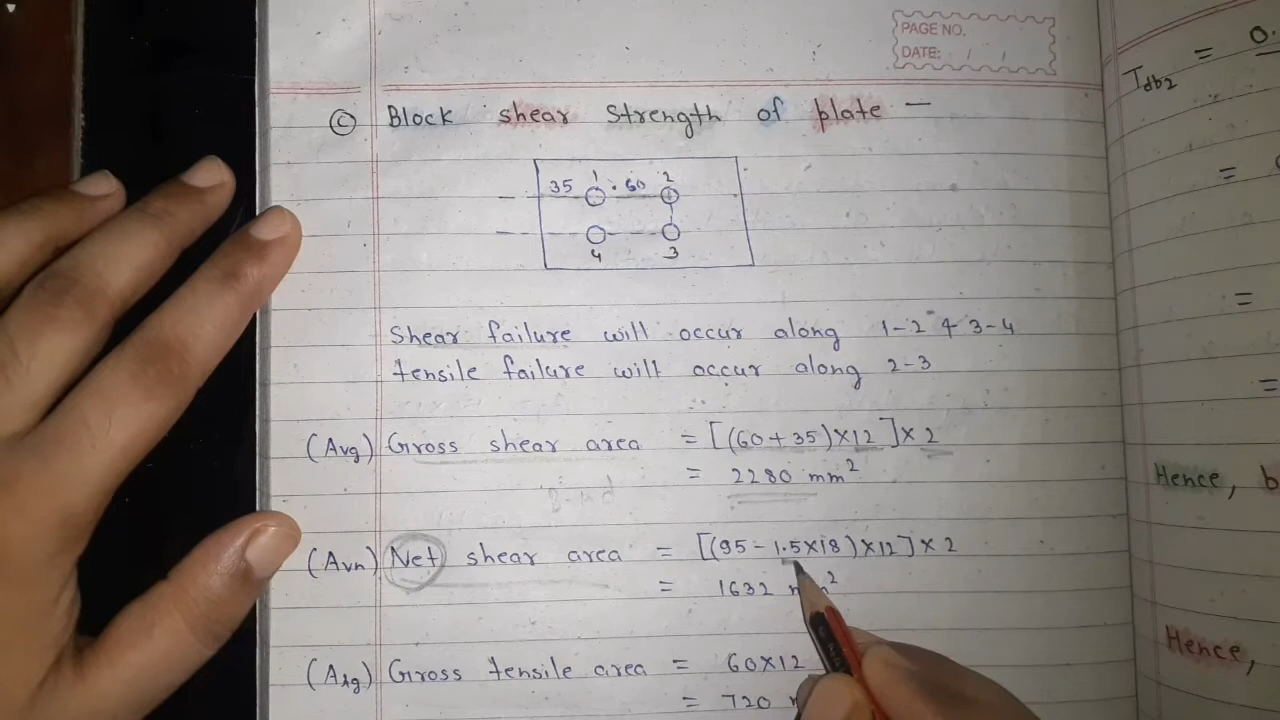 PAGE NO.
DATE: / /
© Block shear strength of plate —
35 1 60 2
4 3
Shear failure will occur along 1-2 & 3-4
tensile failure will occur along 2-3
(Avg) Gross shear area = [(60+35)×12]×2
= 2280 mm²
(Avn) Net shear area = [(95-1.5×18)×12]×2
= 1632 mm²
(Atg) Gross tensile area = 60×12
= 720
Tdb2 = 0.
=
=
=
Hence, b
Hence,